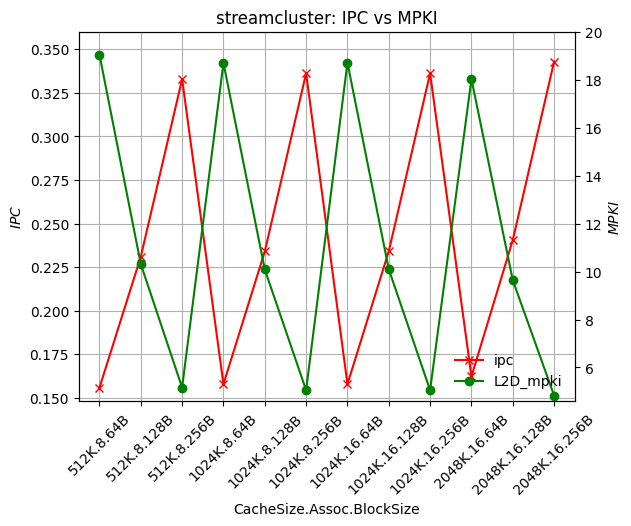 streamcluster: IPC vs MPKI
IPC
0.350
0.325
0.300
0.275
0.250
0.225
0.200
0.175
0.150
20
18
16
14
12
10
8
6
MPKI
ipc
L2D_mpki
512K.8.64B
512K.8.128B
512K.8.256B
1024K.8.64B
1024K.8.128B
1024K.8.256B
1024K.16.64B
1024K.16.128B
1024K.16.256B
2048K.16.64B
2048K.16.128B
2048K.16.256B
CacheSize.Assoc.BlockSize